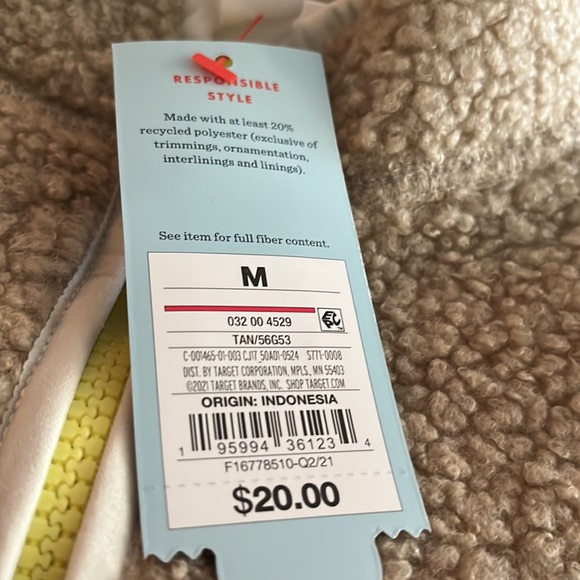 RESPONSIBLE
STYLE
Made with at least 20%
recycled polyester (exclusive of
trimmings, ornamentation,
interlinings and linings).
See item for full fiber content.
M
032 00 4529
TAN/56G53
C-001465-01-003 CJTT 50A01-0524 ST71-0008
DIST. BY TARGET CORPORATION, MPLS., MN 55403
©2021 TARGET BRANDS, INC. SHOP TARGET.COM
ORIGIN: INDONESIA
1 95994 36123 4
F16778510-Q2/21
$20.00